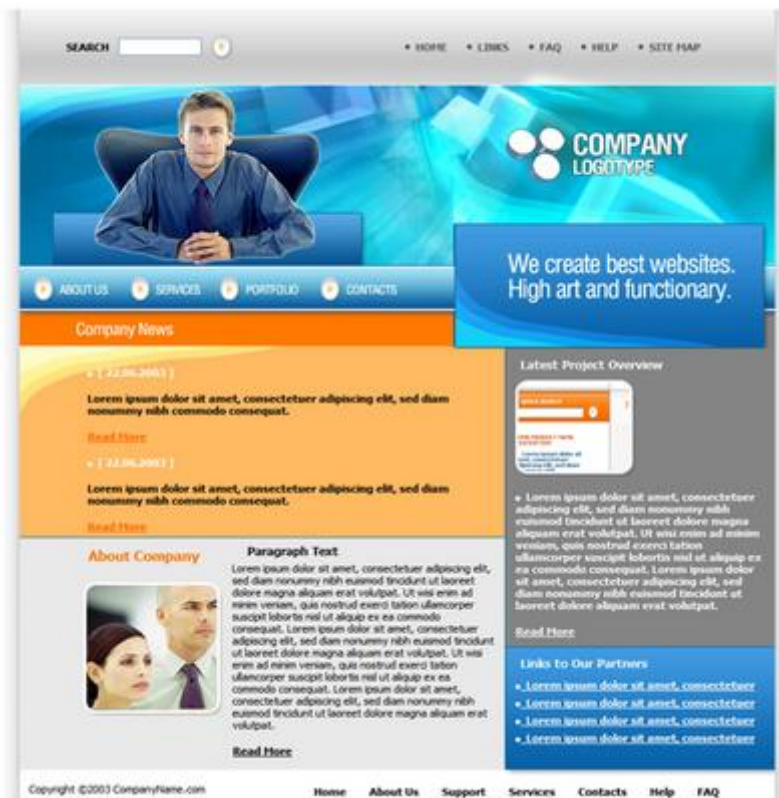 SEARCH
• HOME • LINKS • FAQ • HELP • SITE MAP
COMPANY
LOGOTYPE
We create best websites.
High art and functionary.
ABOUT US SERVICES PORTFOLIO CONTACTS
Company News
• [ 22.06.2003 ]
Lorem ipsum dolor sit amet, consectetuer adipiscing elit, sed diam
nonummy nibh commodo consequat.
Read More
• [ 22.06.2003 ]
Lorem ipsum dolor sit amet, consectetuer adipiscing elit, sed diam
nonummy nibh commodo consequat.
Read More
Latest Project Overview
• Lorem ipsum dolor sit amet, consectetuer
adipiscing elit, sed diam nonummy nibh
euismod tincidunt ut laoreet dolore magna
aliquam erat volutpat. Ut wisi enim ad minim
veniam, quis nostrud exerci tation
ullamcorper suscipit lobortis nisl ut aliquip ex
ea commodo consequat. Lorem ipsum dolor
sit amet, consectetuer adipiscing elit, sed
diam nonummy nibh euismod tincidunt ut
laoreet dolore aliquam erat volutpat.
Read More
About Company
Paragraph Text
Lorem ipsum dolor sit amet, consectetuer adipiscing elit,
sed diam nonummy nibh euismod tincidunt ut laoreet
dolore magna aliquam erat volutpat. Ut wisi enim ad
minim veniam, quis nostrud exerci tation ullamcorper
suscipit lobortis nisl ut aliquip ex ea commodo
consequat. Lorem ipsum dolor sit amet, consectetuer
adipiscing elit, sed diam nonummy nibh euismod tincidunt
ut laoreet dolore magna aliquam erat volutpat. Ut wisi
enim ad minim veniam, quis nostrud exerci tation
ullamcorper suscipit lobortis nisl ut aliquip ex ea
commodo consequat. Lorem ipsum dolor sit amet,
consectetuer adipiscing elit, sed diam nonummy nibh
euismod tincidunt ut laoreet dolore magna aliquam erat
volutpat.
Read More
Links to Our Partners
• Lorem ipsum dolor sit amet, consectetuer
• Lorem ipsum dolor sit amet, consectetuer
• Lorem ipsum dolor sit amet, consectetuer
• Lorem ipsum dolor sit amet, consectetuer
Copyright ©2003 CompanyName.com
Home About Us Support Services Contacts Help FAQ